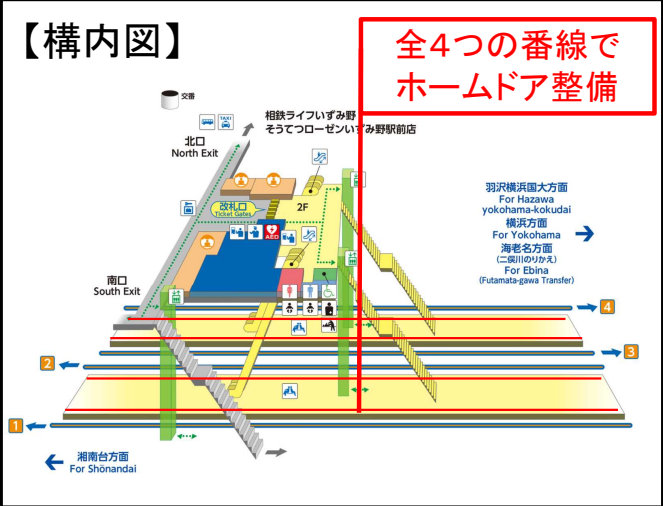 【構内図】
全4つの番線で
ホームドア整備
交番
TAXI
相鉄ライフいずみ野
そうてつローゼンいずみ野駅前店
北口
North Exit
2F
改札口
Ticket Gates
AED
羽沢横浜国大方面
For Hazawa
yokohama-kokudai
横浜方面
For Yokohama
海老名方面
(二俣川のりかえ)
For Ebina
(Futamata-gawa Transfer)
南口
South Exit
4
3
2
1
湘南台方面
For Shōnandai